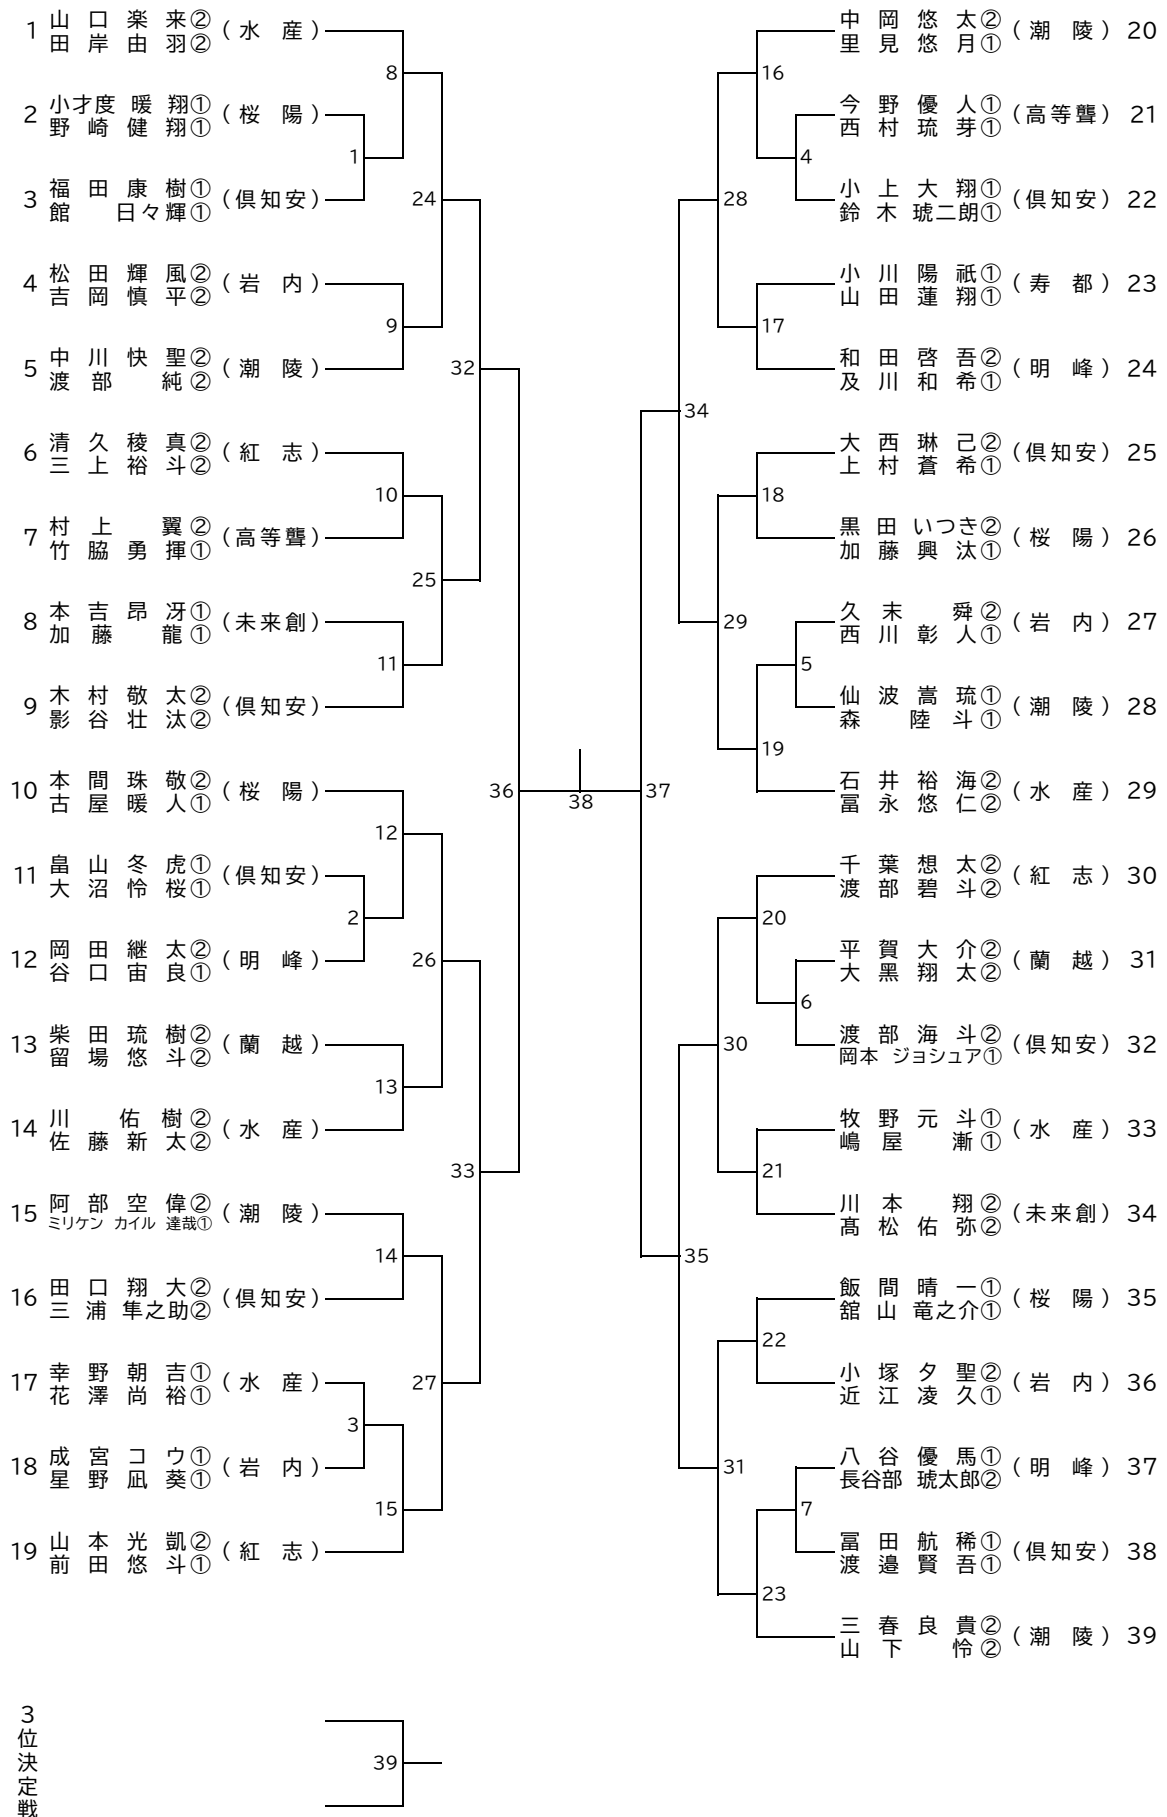 1 山口楽来② (水産)
田岸由羽②
2 小才度暖翔① (桜陽)
野崎健翔①
3 福田康樹① (倶知安)
館 日々輝①
4 松田輝風② (岩内)
吉岡慎平②
5 中川快聖② (潮陵)
渡部純②
6 清久稜真② (紅志)
三上裕斗②
7 村上翼② (高等聾)
竹脇勇揮①
8 本吉昂冴① (未来創)
加藤龍①
9 木村敬太② (倶知安)
影谷壮汰②
10 本間珠敬② (桜陽)
古屋暖人①
11 畠山冬虎① (倶知安)
大沼怜桜①
12 岡田継太② (明峰)
谷口宙良①
13 柴田琉樹② (蘭越)
留場悠斗②
14 川佑樹② (水産)
佐藤新太②
15 阿部空偉② (潮陵)
ミリケン カイル 達哉①
16 田口翔大② (倶知安)
三浦隼之助②
17 幸野朝吉① (水産)
花澤尚裕①
18 成宮コウ① (岩内)
星野凪葵①
19 山本光凱② (紅志)
前田悠斗①
8
1
24
9
32
10
25
11
36
12
2
26
13
33
14
27
3
15
38
37
中岡悠太② (潮陵) 20
里見悠月①
今野優人① (高等聾) 21
西村琉芽①
小上大翔① (倶知安) 22
鈴木琥二朗①
小川陽祇① (寿都) 23
山田蓮翔①
和田啓吾② (明峰) 24
及川和希①
大西琳己② (倶知安) 25
上村蒼希①
黒田いつき② (桜陽) 26
加藤興汰①
久末舜② (岩内) 27
西川彰人①
仙波嵩琉① (潮陵) 28
森陸斗①
石井裕海② (水産) 29
冨永悠仁②
千葉想太② (紅志) 30
渡部碧斗②
平賀大介② (蘭越) 31
大黑翔太②
渡部海斗② (倶知安) 32
岡本 ジョシュア①
牧野元斗① (水産) 33
嶋屋漸①
川本翔② (未来創) 34
髙松佑弥②
飯間晴一① (桜陽) 35
舘山竜之介①
小塚夕聖② (岩内) 36
近江凌久①
八谷優馬① (明峰) 37
長谷部琥太郎②
冨田航稀① (倶知安) 38
渡邉賢吾①
三春良貴② (潮陵) 39
山下怜②
16
4
28
17
34
18
29
5
19
20
6
30
21
35
22
31
7
23
3位決定戦
39